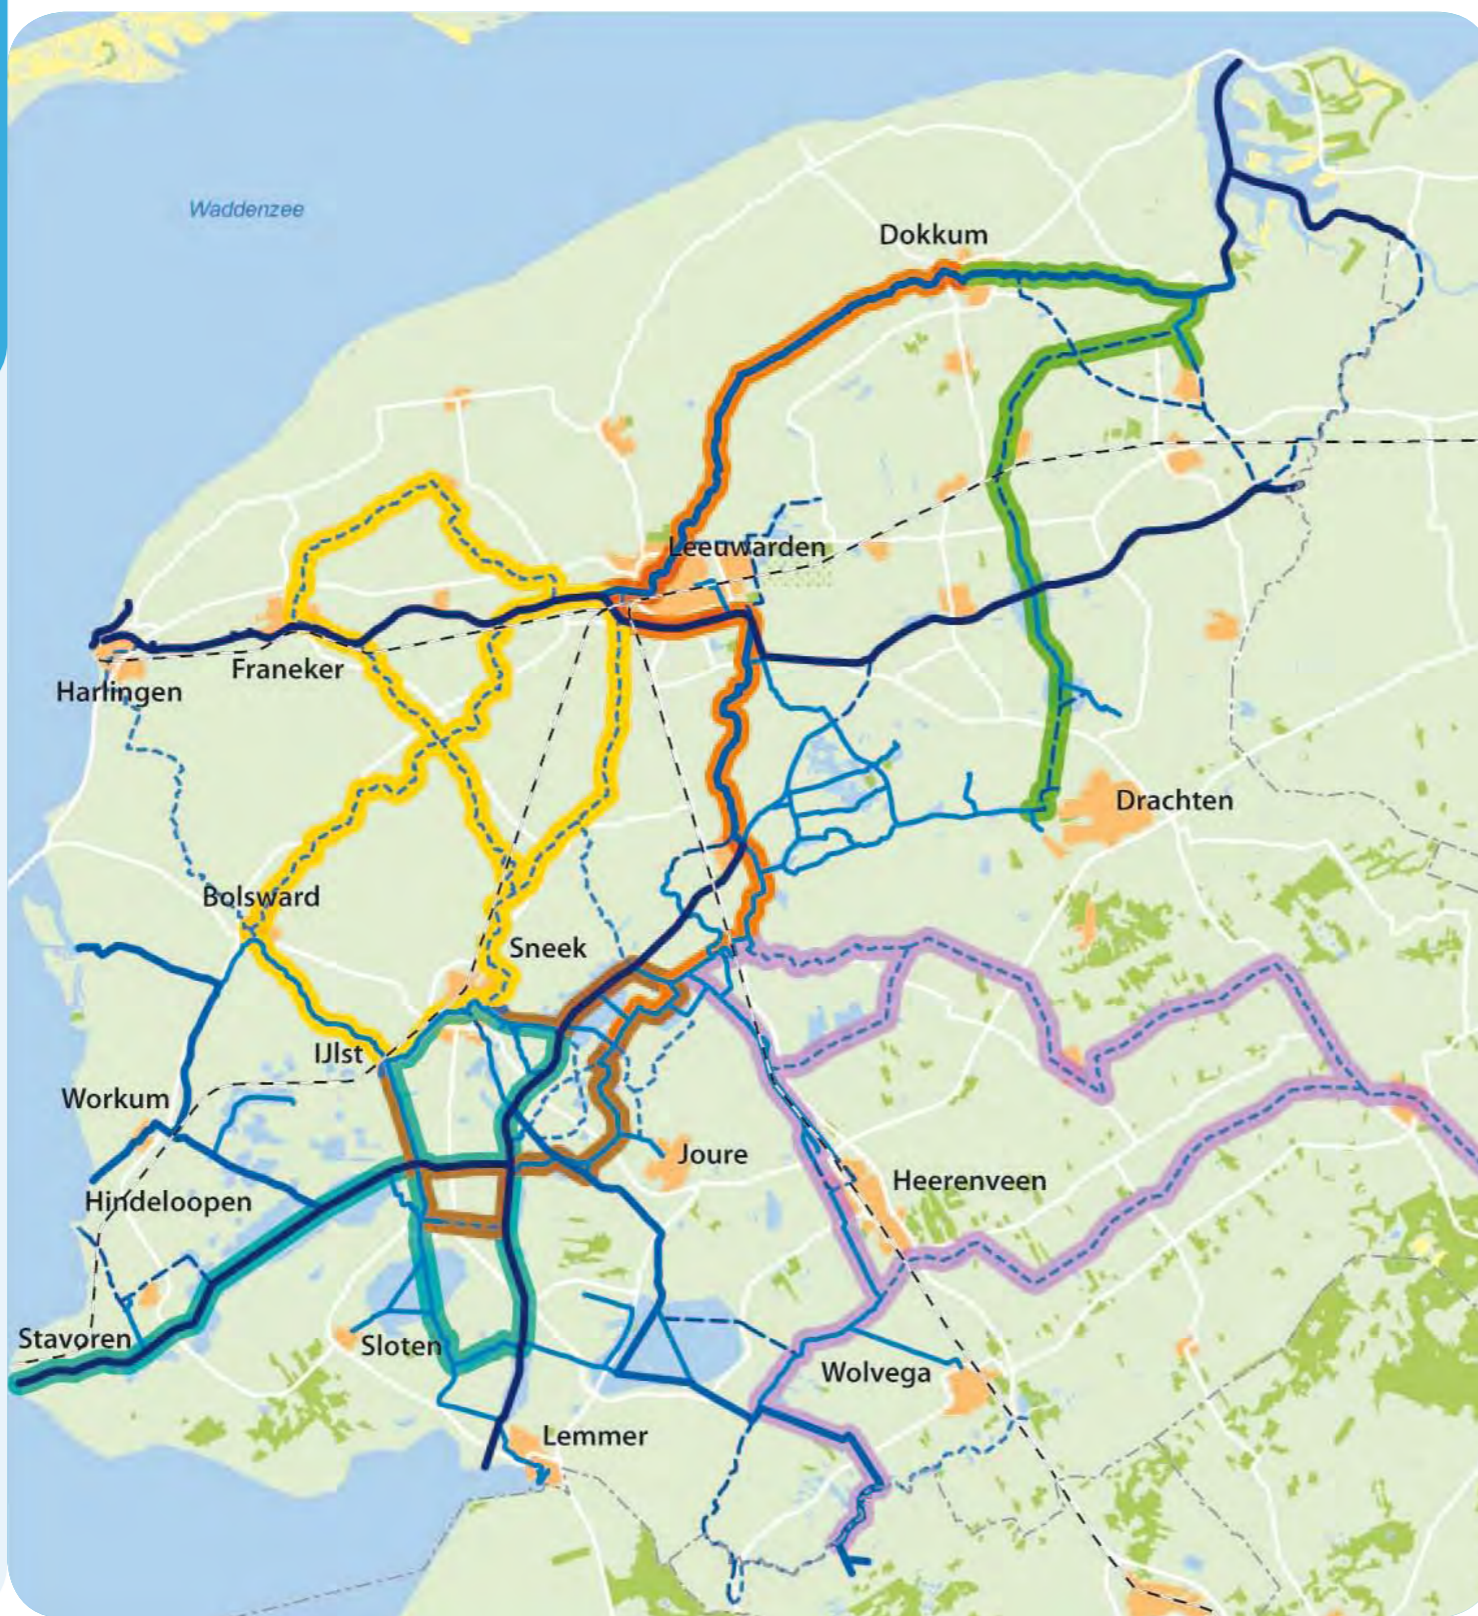 Waddenzee
Dokkum
Leeuwarden
Harlingen
Franeker
Drachten
Bolsward
Sneek
IJlst
Workum
Joure
Heerenveen
Hindeloopen
Stavoren
Sloten
Wolvega
Lemmer